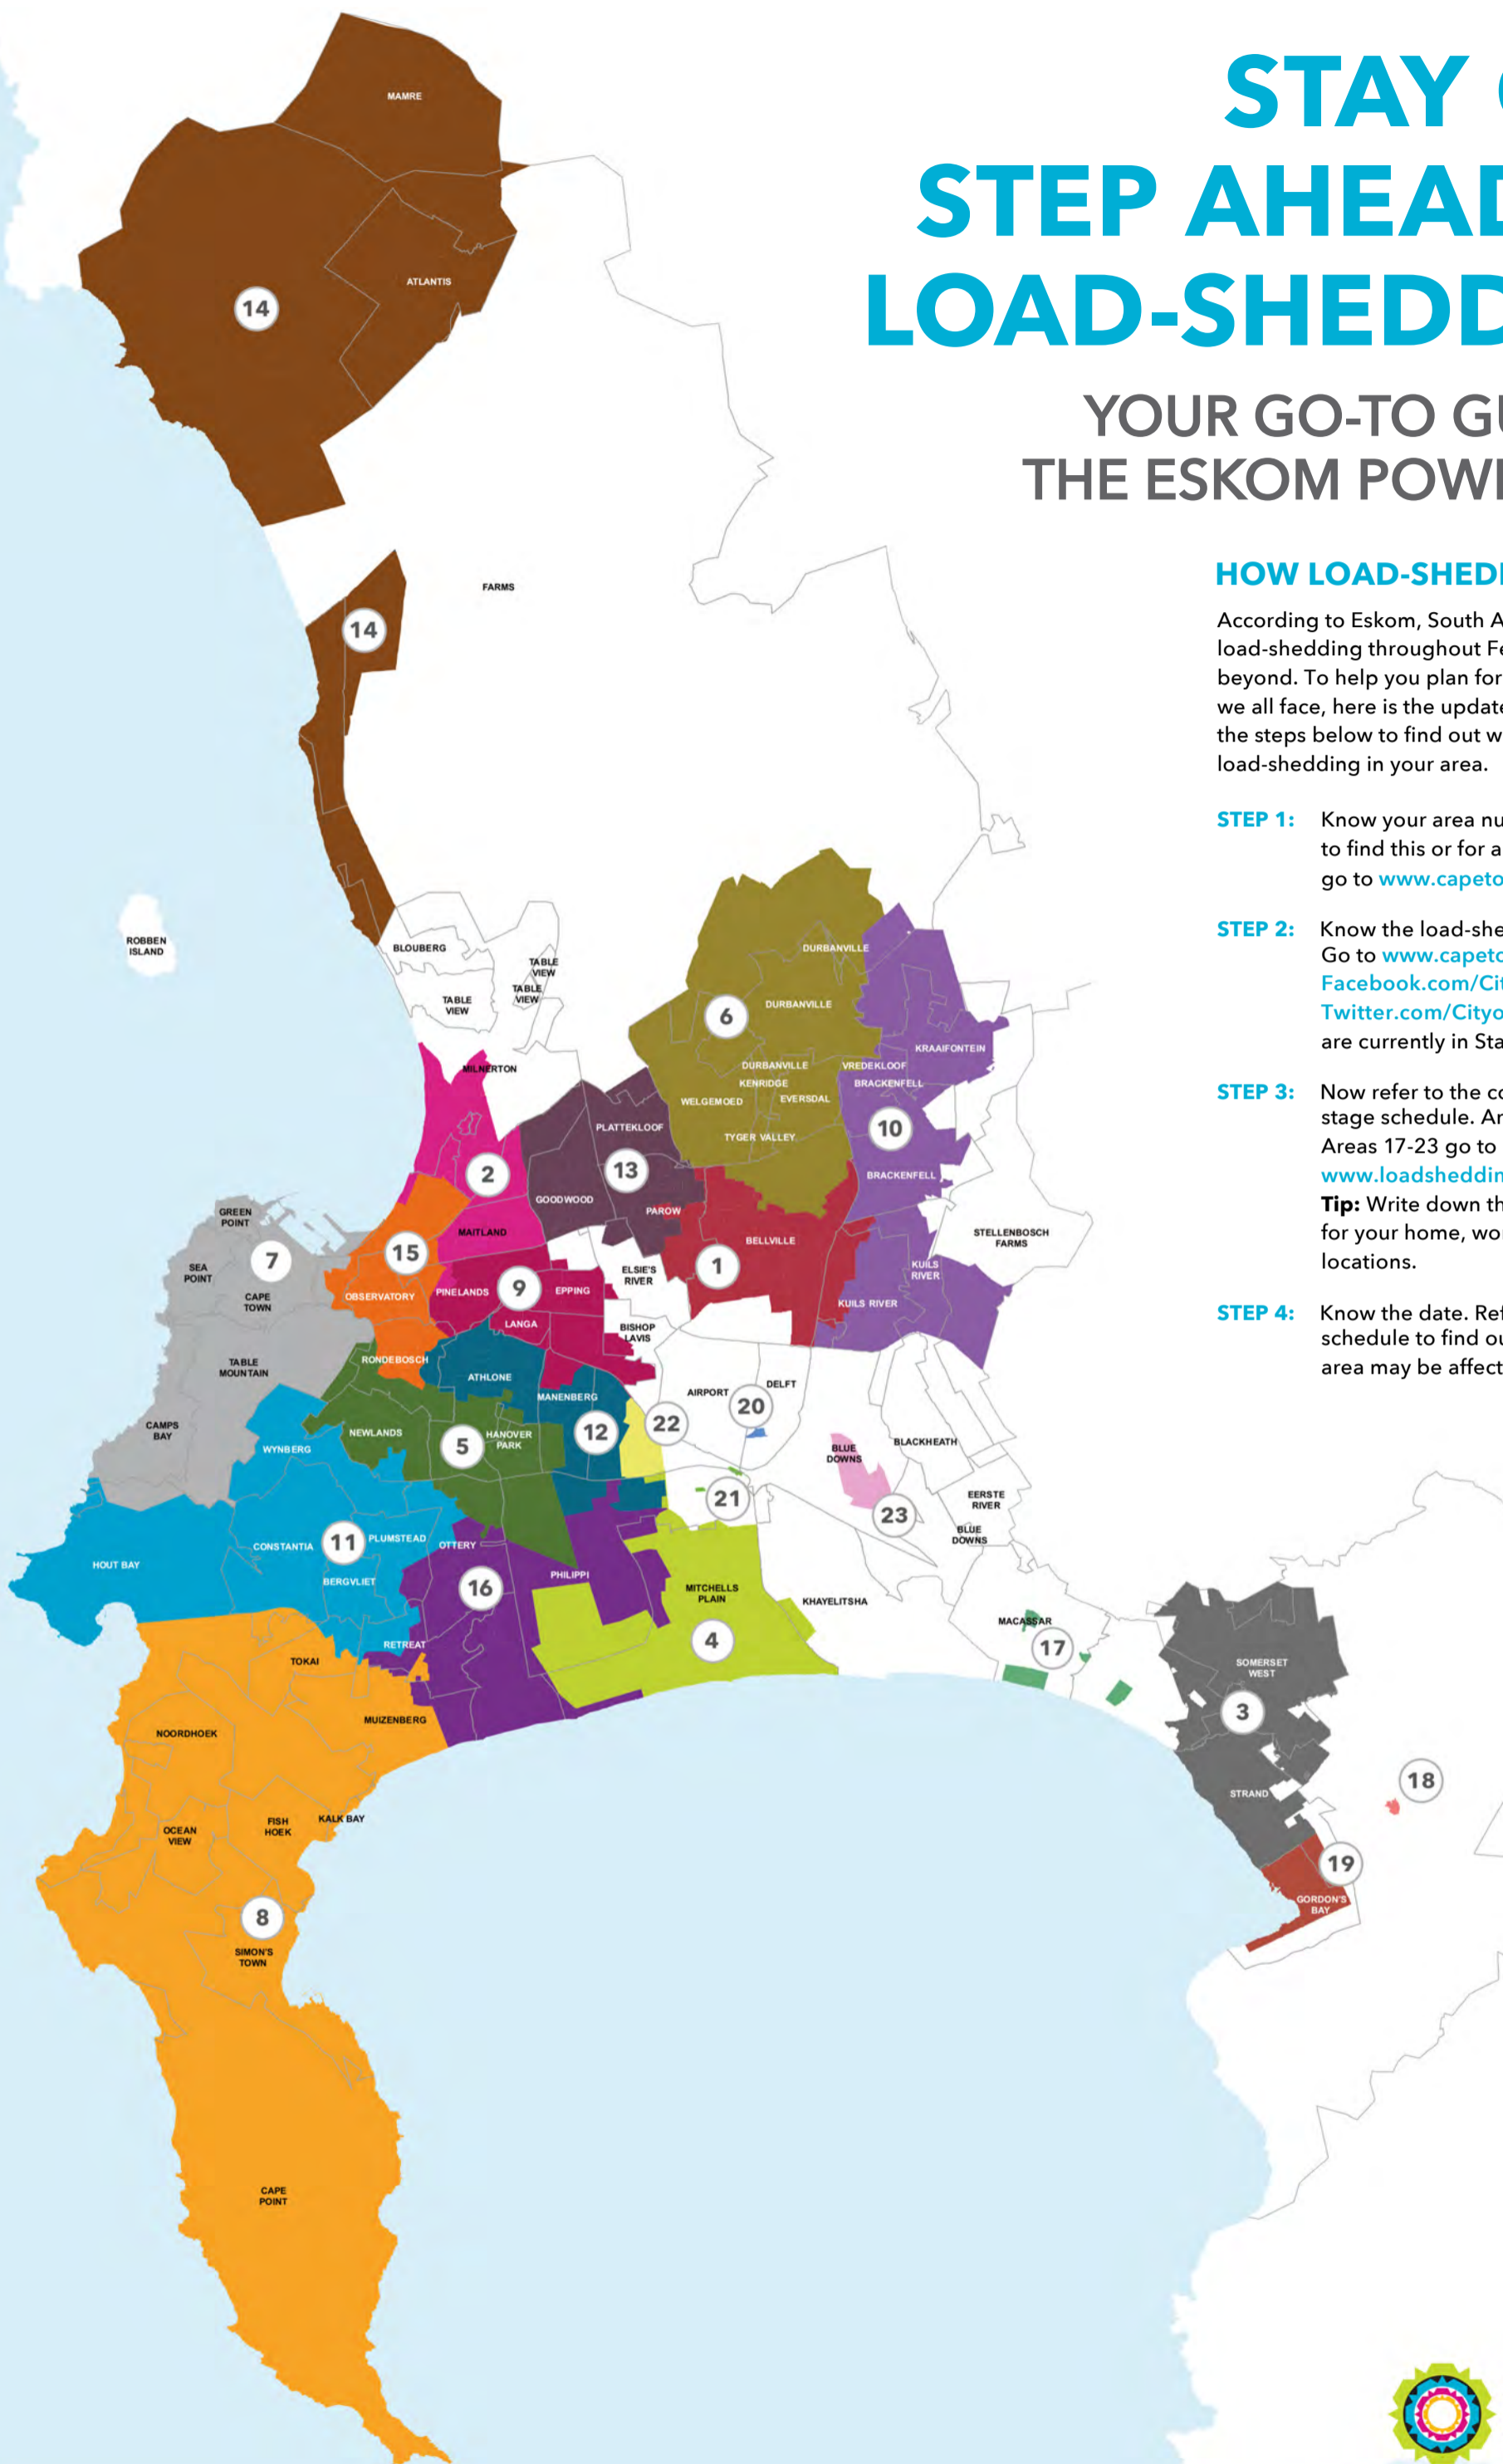 STAY
STEP AHEAD
LOAD-SHEDD
YOUR GO-TO GU
THE ESKOM POW
HOW LOAD-SHEDD
According to Eskom, South A
load-shedding throughout Fe
beyond. To help you plan for
we all face, here is the update
the steps below to find out w
load-shedding in your area.
STEP 1: Know your area nu
to find this or for a
go to www.capeto
STEP 2: Know the load-she
Go to www.capeto
Facebook.com/Cit
Twitter.com/Cityo
are currently in Sta
STEP 3: Now refer to the co
stage schedule. Ar
Areas 17-23 go to
www.loadsheddin
Tip: Write down th
for your home, wo
locations.
STEP 4: Know the date. Ref
schedule to find ou
area may be affect
MAMRE
ATLANTIS
14
FARMS
14
ROBBEN
ISLAND
BLOUBERG
TABLE
VIEW
TABLE
VIEW
TABLE
VIEW
MILNERTON
DURBANVILLE
DURBANVILLE
6
DURBANVILLE
KENRIDGE
WELGEMOED
EVERSDAL
TYGER VALLEY
KRAAIFONTEIN
VREDEKLOOF
BRACKENFELL
10
BRACKENFELL
PLATTEKLOOF
13
GOODWOOD
PAROW
2
MAITLAND
BELLVILLE
1
STELLENBOSCH
FARMS
KUILS
RIVER
KUILS RIVER
GREEN
POINT
7
SEA
POINT
CAPE
TOWN
TABLE
MOUNTAIN
CAMPS
BAY
15
OBSERVATORY
RONDEBOSCH
PINELANDS
9
EPPING
LANGA
ELSIE'S
RIVER
BISHOP
LAVIS
ATHLONE
MANENBERG
12
NEWLANDS
5
HANOVER
PARK
AIRPORT
DELFT
20
22
21
BLUE
DOWNS
BLACKHEATH
23
EERSTE
RIVER
BLUE
DOWNS
WYNBERG
HOUT BAY
CONSTANTIA
11
PLUMSTEAD
BERGVLIET
OTTERY
16
PHILIPPI
RETREAT
MITCHELLS
PLAIN
4
KHAYELITSHA
MACASSAR
17
SOMERSET
WEST
3
STRAND
18
19
GORDON'S
BAY
TOKAI
MUIZENBERG
NOORDHOEK
OCEAN
VIEW
FISH
HOEK
KALK BAY
8
SIMON'S
TOWN
CAPE
POINT